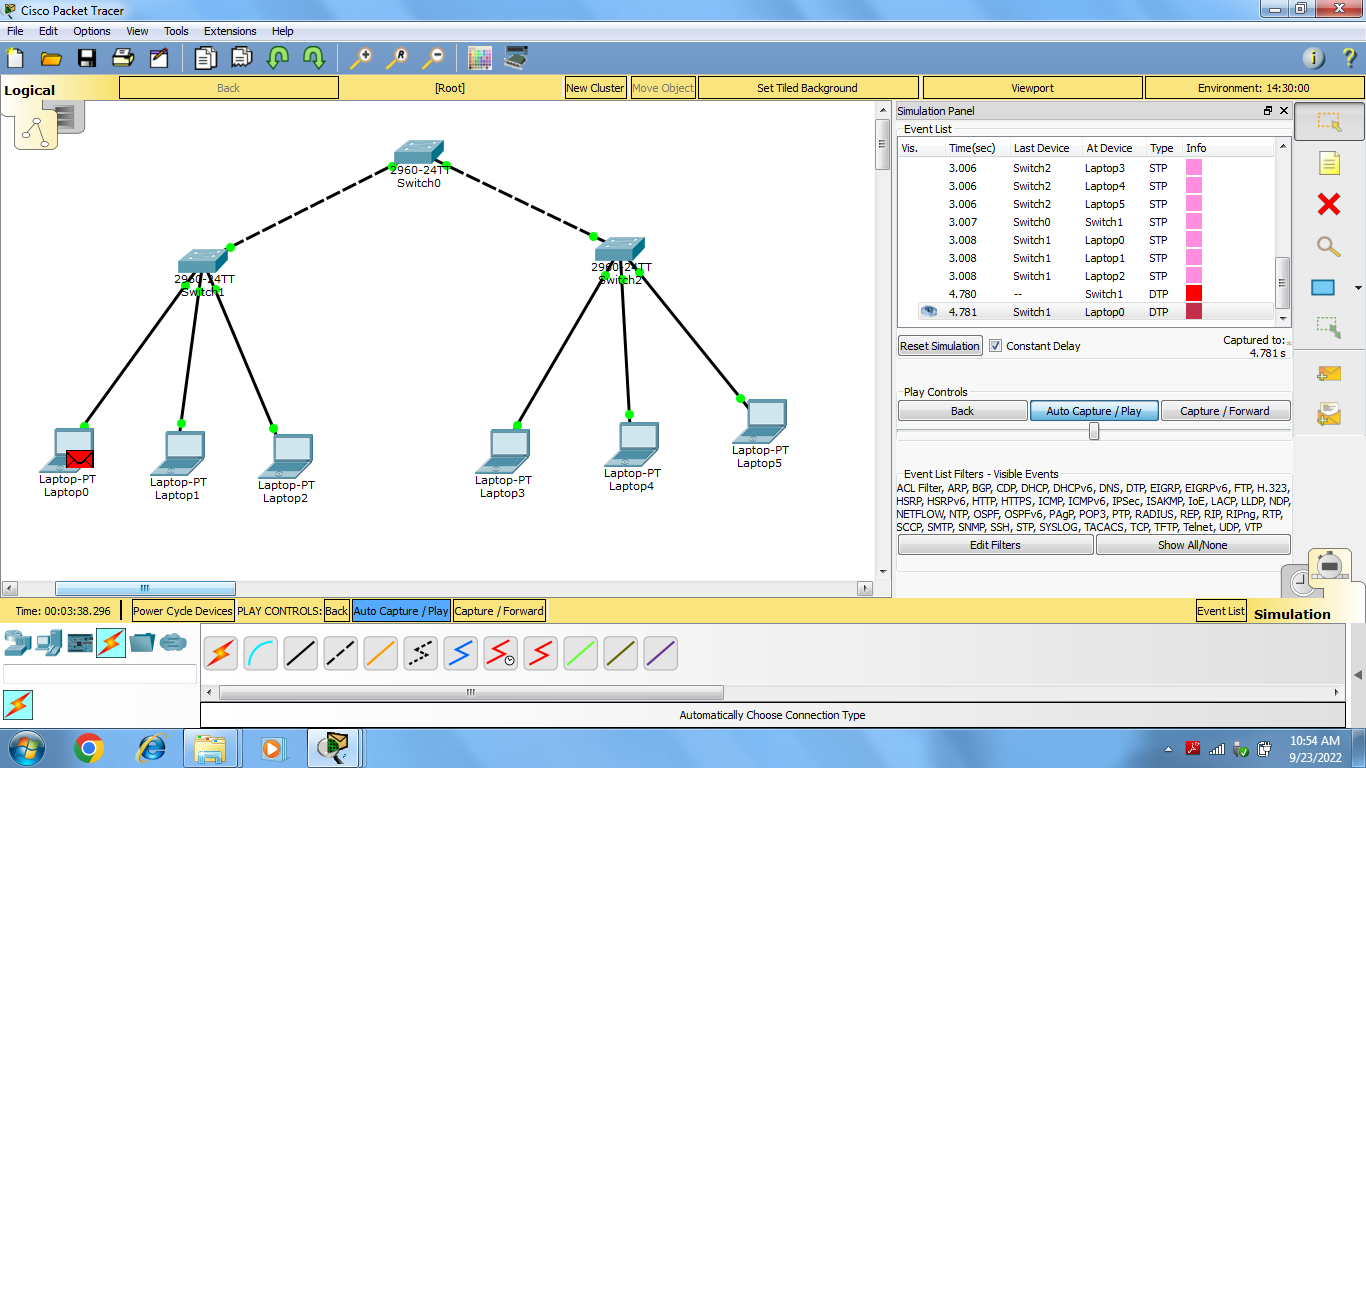 Cisco Packet Tracer
File Edit Options View Tools Extensions Help
Logical
Back
[Root]
New Cluster
Move Object
Set Tiled Background
Viewport
Environment: 14:30:00
2960-24TT
Switch0
2960-24TT
Switch1
2960-24TT
Switch2
Laptop-PT
Laptop0
Laptop-PT
Laptop1
Laptop-PT
Laptop2
Laptop-PT
Laptop3
Laptop-PT
Laptop4
Laptop-PT
Laptop5
Simulation Panel
Event List
Vis. Time(sec) Last Device At Device Type Info
3.006 Switch2 Laptop3 STP
3.006 Switch2 Laptop4 STP
3.006 Switch2 Laptop5 STP
3.007 Switch0 Switch1 STP
3.008 Switch1 Laptop0 STP
3.008 Switch1 Laptop1 STP
3.008 Switch1 Laptop2 STP
4.780 -- Switch1 DTP
4.781 Switch1 Laptop0 DTP
Reset Simulation
Constant Delay
Captured to:
4.781 s
Play Controls
Back
Auto Capture / Play
Capture / Forward
Event List Filters - Visible Events
ACL Filter, ARP, BGP, CDP, DHCP, DHCPv6, DNS, DTP, EIGRP, EIGRPv6, FTP, H.323,
HSRP, HSRPv6, HTTP, HTTPS, ICMP, ICMPv6, IPSec, ISAKMP, IoE, LACP, LLDP, NDP,
NETFLOW, NTP, OSPF, OSPFv6, PAgP, POP3, PTP, RADIUS, REP, RIP, RIPng, RTP,
SCCP, SMTP, SNMP, SSH, STP, SYSLOG, TACACS, TCP, TFTP, Telnet, UDP, VTP
Edit Filters
Show All/None
Time: 00:03:38.296
Power Cycle Devices
PLAY CONTROLS:
Back
Auto Capture / Play
Capture / Forward
Event List
Simulation
Automatically Choose Connection Type
10:54 AM
9/23/2022